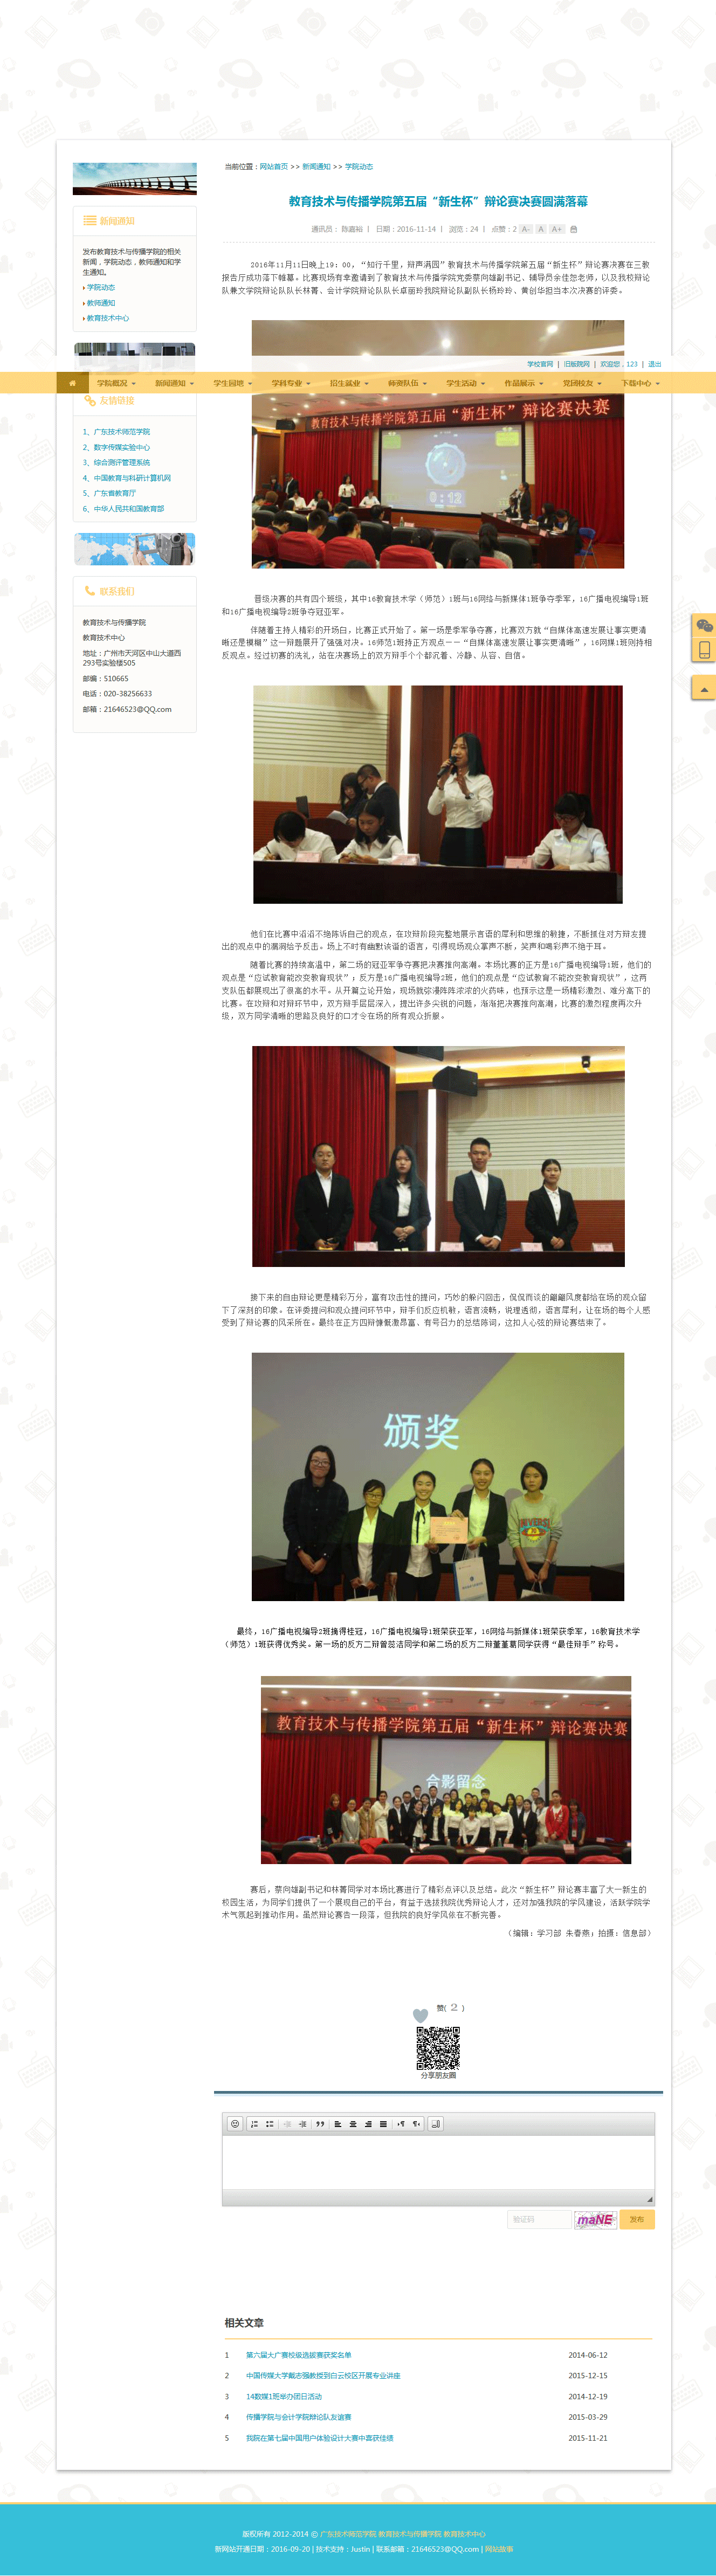 当前位置：网站首页 >> 新闻通知 >> 学院动态
教育技术与传播学院第五届“新生杯”辩论赛决赛圆满落幕
通讯员： 陈嘉裕 | 日期：2016-11-14 | 浏览：24 | 点赞：2 A- A A+
2016年11月11日晚上19：00，“知行千里，辩声满园”教育技术与传播学院第五届“新生杯”辩论赛决赛在三教
报告厅成功落下帷幕。比赛现场有幸邀请到了教育技术与传播学院党委蔡向雄副书记、辅导员余佳恕老师，以及我校辩论
队兼文学院辩论队队长林菁、会计学院辩论队队长卓丽玲我院辩论队副队长杨玲玲、黄创华担当本次决赛的评委。
新闻通知
发布教育技术与传播学院的相关
新闻，学院动态，教师通知和学
生通知。
学院动态
教师通知
教育技术中心
学校官网 | 旧版院网 | 欢迎您，123 | 退出
学院概况 新闻通知 学生园地 学科专业 招生就业 师资队伍 学生活动 作品展示 党团校友 下载中心
友情链接
1、广东技术师范学院
2、数字传媒实验中心
3、综合测评管理系统
4、中国教育与科研计算机网
5、广东省教育厅
6、中华人民共和国教育部
联系我们
教育技术与传播学院
教育技术中心
地址：广州市天河区中山大道西
293号实验楼505
邮编：510665
电话：020-38256633
邮箱：21646523@QQ.com
教育技术与传播学院第五届“新生杯”辩论赛决赛
00:12
晋级决赛的共有四个班级，其中16教育技术学（师范）1班与16网络与新媒体1班争夺季军，16广播电视编导1班
和16广播电视编导2班争夺冠亚军。
伴随着主持人精彩的开场白，比赛正式开始了。第一场是季军争夺赛，比赛双方就“自媒体高速发展让事实更清
晰还是模糊”这一辩题展开了强强对决。16师范1班持正方观点——“自媒体高速发展让事实更清晰”，16网媒1班则持相
反观点。经过初赛的洗礼，站在决赛场上的双方辩手个个都沉着、冷静、从容、自信。
他们在比赛中滔滔不绝陈诉自己的观点，在攻辩阶段完整地展示言语的犀利和思维的敏捷，不断抓住对方辩友提
出的观点中的漏洞给予反击。场上不时有幽默诙谐的语言，引得现场观众掌声不断，笑声和喝彩声不绝于耳。
随着比赛的持续高温中，第二场的冠亚军争夺赛把决赛推向高潮。本场比赛的正方是16广播电视编导1班，他们的
观点是“应试教育能改变教育现状”，反方是16广播电视编导2班，他们的观点是“应试教育不能改变教育现状”，这两
支队伍都展现出了很高的水平。从开篇立论开始，现场就弥漫阵阵浓浓的火药味，也预示这是一场精彩激烈、难分高下的
比赛。在攻辩和对辩环节中，双方辩手层层深入，提出许多尖锐的问题，渐渐把决赛推向高潮，比赛的激烈程度再次升
级，双方同学清晰的思路及良好的口才令在场的所有观众折服。
接下来的自由辩论更是精彩万分，富有攻击性的提问，巧妙的躲闪回击，侃侃而谈的翩翩风度都给在场的观众留
下了深刻的印象。在评委提问和观众提问环节中，辩手们反应机敏，语言凌畅，说理透彻，语言犀利，让在场的每个人感
受到了辩论赛的风采所在。最终在正方四辩慷慨激昂富、有号召力的总结陈词，这扣人心弦的辩论赛结束了。
颁奖
最终，16广播电视编导2班摘得桂冠，16广播电视编导1班荣获亚军，16网络与新媒体1班荣获季军，16教育技术学
（师范）1班获得优秀奖。第一场的反方二辩曾蕊洁同学和第二场的反方二辩董堇葛同学获得“最佳辩手”称号。
教育技术与传播学院第五届“新生杯”辩论赛决赛
合影留念
赛后，蔡向雄副书记和林菁同学对本场比赛进行了精彩点评以及总结。此次“新生杯”辩论赛丰富了大一新生的
校园生活，为同学们提供了一个展现自己的平台，有益于选拔我院优秀辩论人才，还对加强我院的学风建设，活跃学院学
术气氛起到推动作用。虽然辩论赛告一段落，但我院的良好学风依在不断完善。
（编辑：学习部 朱春燕；拍摄：信息部）
赞( 2 )
分享朋友圈
验证码 maNE 发布
相关文章
1 第六届大广赛校级选拔赛获奖名单 2014-06-12
2 中国传媒大学戴志强教授到白云校区开展专业讲座 2015-12-15
3 14数媒1班举办团日活动 2014-12-19
4 传播学院与会计学院辩论队友谊赛 2015-03-29
5 我院在第七届中国用户体验设计大赛中喜获佳绩 2015-11-21
版权所有 2012-2014 © 广东技术师范学院 教育技术与传播学院 教育技术中心
新网站开通日期：2016-09-20 | 技术支持：Justin | 联系邮箱：21646523@QQ.com | 网站故事